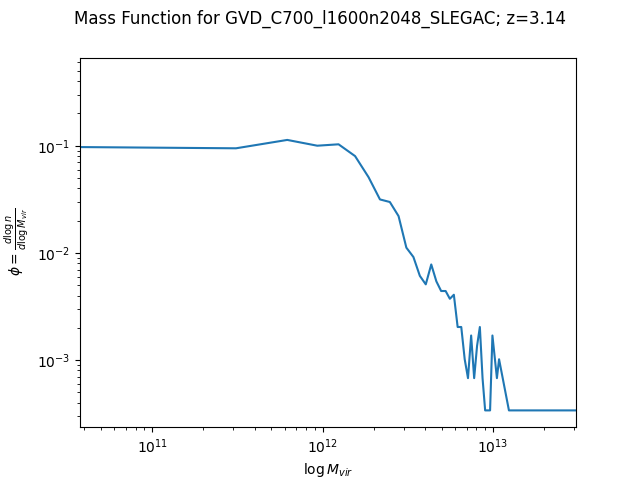 Mass Function for GVD_C700_l1600n2048_SLEGAC; z=3.14
ϕ = d log n / d log M_vir
10⁻¹
10⁻²
10⁻³
10¹¹
10¹²
10¹³
log M_vir